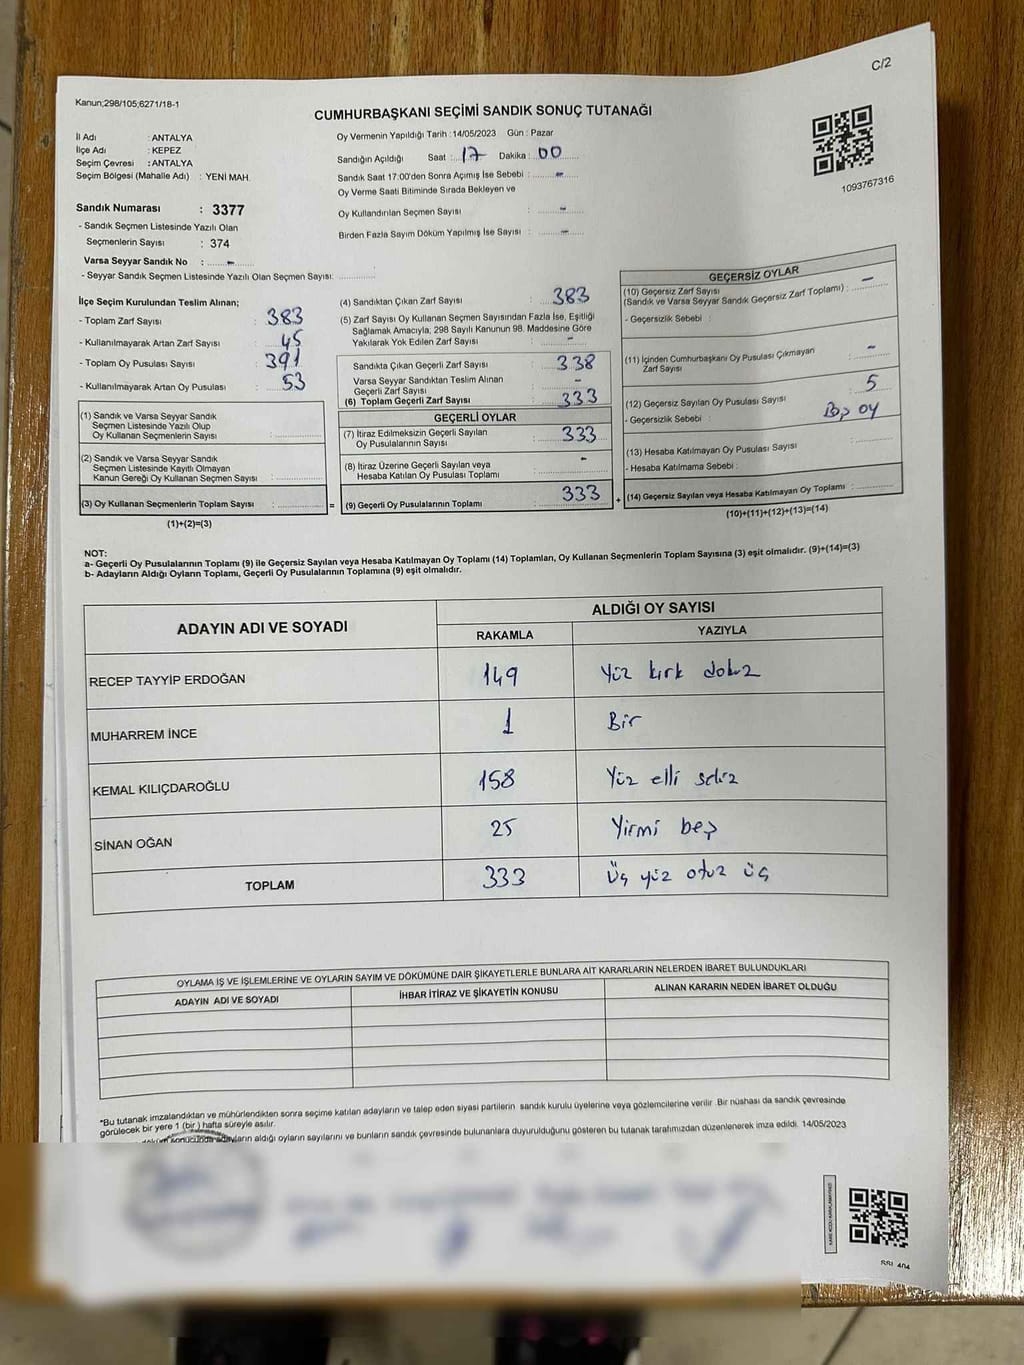 C/2
Kanun;298/105;6271/18-1
CUMHURBAŞKANI SEÇİMİ SANDIK SONUÇ TUTANAĞI
İl Adı : ANTALYA
İlçe Adı : KEPEZ
Seçim Çevresi : ANTALYA
Seçim Bölgesi (Mahalle Adı) : YENİ MAH.
Sandık Numarası : 3377
- Sandık Seçmen Listesinde Yazılı Olan
Seçmenlerin Sayısı : 374
Varsa Seyyar Sandık No : -
- Seyyar Sandık Seçmen Listesinde Yazılı Olan Seçmen Sayısı:
Oy Vermenin Yapıldığı Tarih : 14/05/2023 Gün : Pazar
Sandığın Açıldığı Saat : 17 Dakika : 00
Sandık Saat 17:00'den Sonra Açımış İse Sebebi : -
Oy Verme Saati Bitiminde Sırada Bekleyen ve
Oy Kullandırılan Seçmen Sayısı : -
Birden Fazla Sayım Döküm Yapılmış İse Sayısı : -
1093767316
İlçe Seçim Kurulundan Teslim Alınan;
- Toplam Zarf Sayısı : 383
- Kullanılmayarak Artan Zarf Sayısı : 45
- Toplam Oy Pusulası Sayısı : 391
- Kullanılmayarak Artan Oy Pusulası : 53
(1) Sandık ve Varsa Seyyar Sandık
Seçmen Listesinde Yazılı Olup
Oy Kullanan Seçmenlerin Sayısı :
(2) Sandık ve Varsa Seyyar Sandık
Seçmen Listesinde Kayıtlı Olmayan
Kanun Gereği Oy Kullanan Seçmen Sayısı :
(3) Oy Kullanan Seçmenlerin Toplam Sayısı :
(1)+(2)=(3)
(4) Sandıktan Çıkan Zarf Sayısı : 383
(5) Zarf Sayısı Oy Kullanan Seçmen Sayısından Fazla İse, Eşitliği
Sağlamak Amacıyla; 298 Sayılı Kanunun 98. Maddesine Göre
Yakılarak Yok Edilen Zarf Sayısı : -
Sandıkta Çıkan Geçerli Zarf Sayısı : 338
Varsa Seyyar Sandıktan Teslim Alınan
Geçerli Zarf Sayısı : -
(6) Toplam Geçerli Zarf Sayısı : 333
GEÇERLİ OYLAR
(7) İtiraz Edilmeksizin Geçerli Sayılan
Oy Pusulalarının Sayısı : 333
(8) İtiraz Üzerine Geçerli Sayılan veya
Hesaba Katılan Oy Pusulası Toplamı : -
= (9) Geçerli Oy Pusulalarının Toplamı : 333 +
GEÇERSİZ OYLAR
(10) Geçersiz Zarf Sayısı
(Sandık ve Varsa Seyyar Sandık Geçersiz Zarf Toplamı) : -
- Geçersizlik Sebebi :
(11) İçinden Cumhurbaşkanı Oy Pusulası Çıkmayan
Zarf Sayısı : -
(12) Geçersiz Sayılan Oy Pusulası Sayısı : 5
- Geçersizlik Sebebi : Boş oy
(13) Hesaba Katılmayan Oy Pusulası Sayısı :
- Hesaba Katılmama Sebebi :
(14) Geçersiz Sayılan veya Hesaba Katılmayan Oy Toplamı :
(10)+(11)+(12)+(13)=(14)
NOT:
a- Geçerli Oy Pusulalarının Toplamı (9) ile Geçersiz Sayılan veya Hesaba Katılmayan Oy Toplamı (14) Toplamları, Oy Kullanan Seçmenlerin Toplam Sayısına (3) eşit olmalıdır. (9)+(14)=(3)
b- Adayların Aldığı Oyların Toplamı, Geçerli Oy Pusulalarının Toplamına (9) eşit olmalıdır.
ADAYIN ADI VE SOYADI ALDIĞI OY SAYISI
RAKAMLA YAZIYLA
RECEP TAYYİP ERDOĞAN 149 Yüz kırk dokuz
MUHARREM İNCE 1 Bir
KEMAL KILIÇDAROĞLU 158 Yüz elli sekiz
SİNAN OĞAN 25 Yirmi beş
TOPLAM 333 Üç yüz otuz üç
OYLAMA İŞ VE İŞLEMLERİNE VE OYLARIN SAYIM VE DÖKÜMÜNE DAİR ŞİKAYETLERLE BUNLARA AİT KARARLARIN NELERDEN İBARET BULUNDUKLARI
ADAYIN ADI VE SOYADI İHBAR İTİRAZ VE ŞİKAYETİN KONUSU ALINAN KARARIN NEDEN İBARET OLDUĞU
*Bu tutanak imzalandıktan ve mühürlendikten sonra seçime katılan adayların ve talep eden siyasi partilerin sandık kurulu üyelerine veya gözlemcilerine verilir .Bir nüshası da sandık çevresinde
görülecek bir yere 1 (bir) hafta süreyle asılır.
sonucunda adayların aldığı oyların sayılarını ve bunların sandık çevresinde bulunanlara duyurulduğunu gösteren bu tutanak tarafımızdan düzenlenerek imza edildi. 14/05/2023